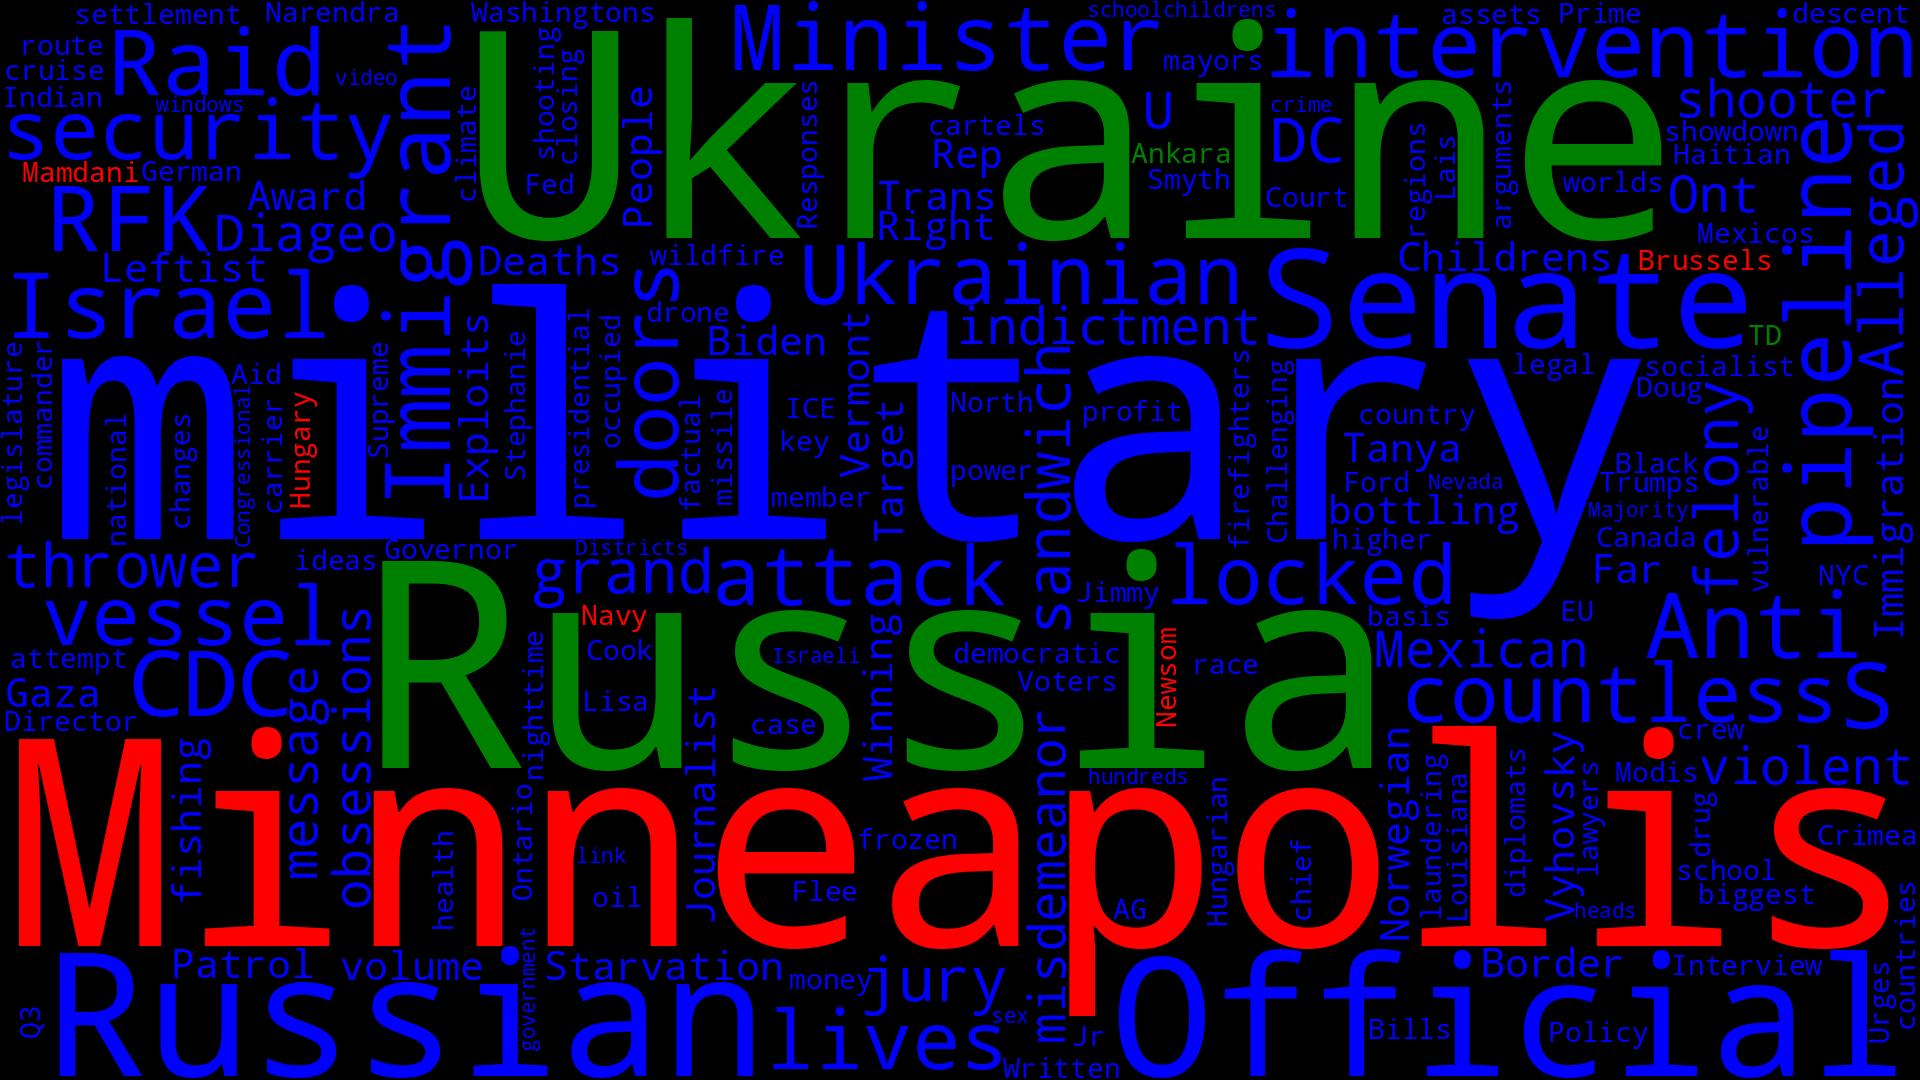 settlement
Narendra
Washingtons
Minister
schoolchildrens
intervention
assets
Prime
descent
route
Raid
Immigrant
Ukraine
shooting
closing
mayors
cruise
video
Indian
windows
security
climate
People
Responses
cartels
U
crime
DC
arguments
shooter
showdown
pipeline
Alleged
Rep
Ankara
regions
Lais
Haitian
Mamdani
German
Fed
Smyth
worlds
Ont
RFK
Award
Trans
Court
Diageo
Right
Mexicos
Leftist
Deaths
wildfire
Ukrainian
Senate
Childrens
Brussels
Israel
military
doors
drone
Biden
indictment
TD
legislature
commander
Supreme
Exploits
Stephanie
presidential
occupied
Vermont
sandwich
legal
socialist
Immigration
Aid
Hungary
carrier
Congressional
national
changes
factual
missile
ICE
key
member
Target
North
power
profit
firefighters
Challenging
country
Tanya
Ford
Nevada
bottling
higher
Doug
Black
Trumps
Majority
Canada
felony
vulnerable
thrower
ideas
Governor
Districts
grand
attack
Jimmy
locked
Far
NYC
vessel
Russia
Navy
basis
EU
Anti
attempt
CDC
message
obsessions
nighttime
Cook
Israeli
Winning
democratic
Newsom
race
Mexican
Gaza
Lisa
Voters
countless
S
Director
Journalist
case
misdemeanor
crew
Minneapolis
fishing
hundreds
Norwegian
laundering
Louisiana
diplomats
Vyhovsky
lawyers
Modis
violent
drug
Crimea
health
Ontario
link
frozen
Hungarian
chief
school
oil
Flee
AG
heads
biggest
Russian
Patrol
volume
government
Starvation
money
jury
Official
Border
Interview
Urges
countries
Q3
lives
sex
Jr
Written
Bills
Policy